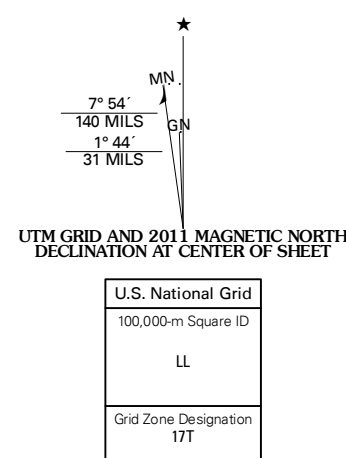 ★
MN
7° 54´
140 MILS
GN
1° 44´
31 MILS
UTM GRID AND 2011 MAGNETIC NORTH
DECLINATION AT CENTER OF SHEET
U.S. National Grid
100,000-m Square ID
LL
Grid Zone Designation
17T